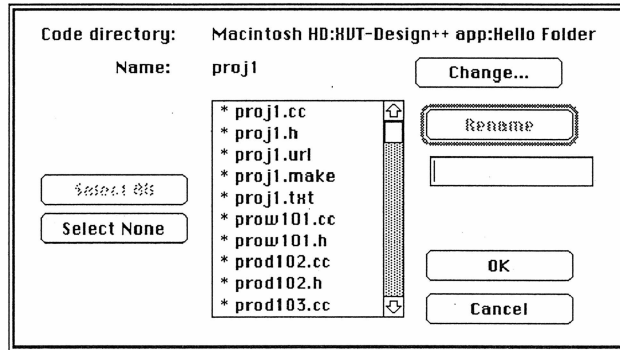 Code directory: Macintosh HD:XVT-Design++ app:Hello Folder
Name: proj1
Change...
* proj1.cc
* proj1.h
* proj1.url
* proj1.make
* proj1.txt
* prow101.cc
* prow101.h
* prod102.cc
* prod102.h
* prod103.cc
Rename
Select All
Select None
OK
Cancel